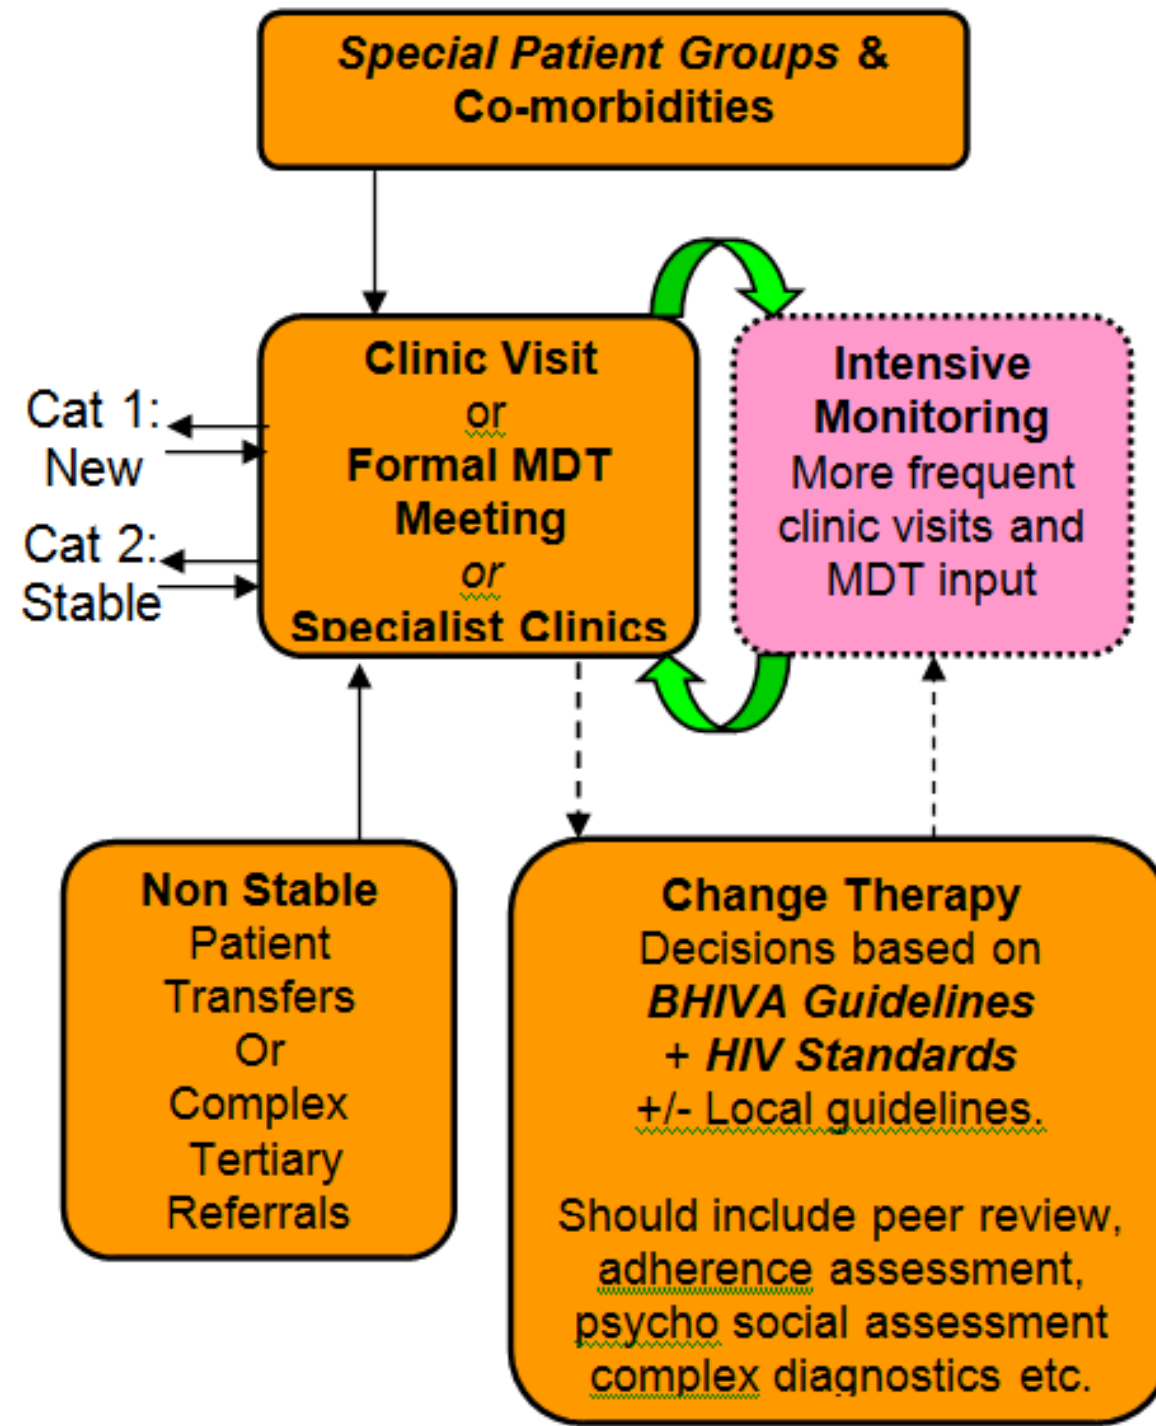 Special Patient Groups &
Co-morbidities
Clinic Visit
or
Formal MDT
Meeting
or
Specialist Clinics
Intensive
Monitoring
More frequent
clinic visits and
MDT input
Cat 1:
New
Cat 2:
Stable
Non Stable
Patient
Transfers
Or
Complex
Tertiary
Referrals
Change Therapy
Decisions based on
BHIVA Guidelines
+ HIV Standards
+/- Local guidelines.
Should include peer review,
adherence assessment,
psycho social assessment
complex diagnostics etc.